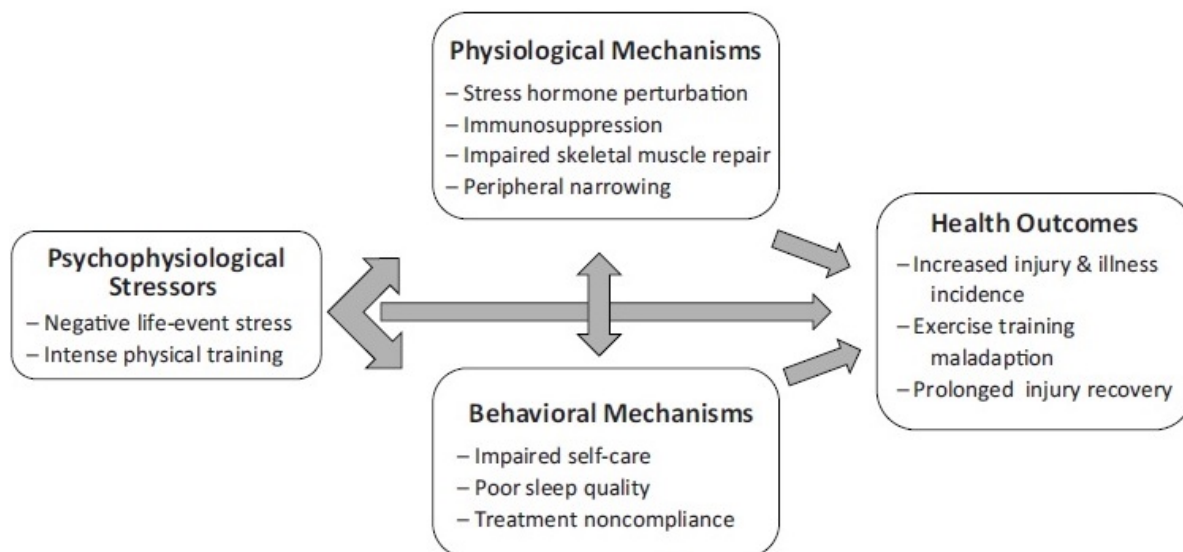 Physiological Mechanisms
– Stress hormone perturbation
– Immunosuppression
– Impaired skeletal muscle repair
– Peripheral narrowing
Psychophysiological
Stressors
– Negative life-event stress
– Intense physical training
Behavioral Mechanisms
– Impaired self-care
– Poor sleep quality
– Treatment noncompliance
Health Outcomes
– Increased injury & illness
incidence
– Exercise training
maladaption
– Prolonged injury recovery